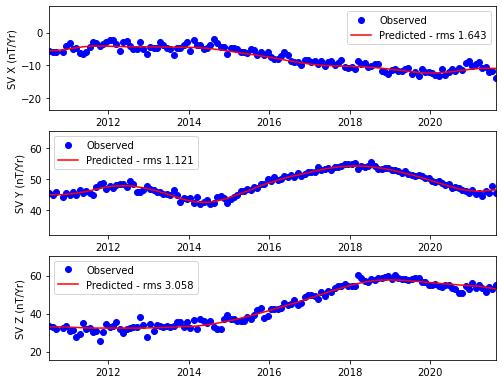 SV X (nT/Yr)
0
−10
−20
Observed
Predicted - rms 1.643
2012 2014 2016 2018 2020
SV Y (nT/Yr)
60
50
40
Observed
Predicted - rms 1.121
2012 2014 2016 2018 2020
SV Z (nT/Yr)
60
40
20
Observed
Predicted - rms 3.058
2012 2014 2016 2018 2020